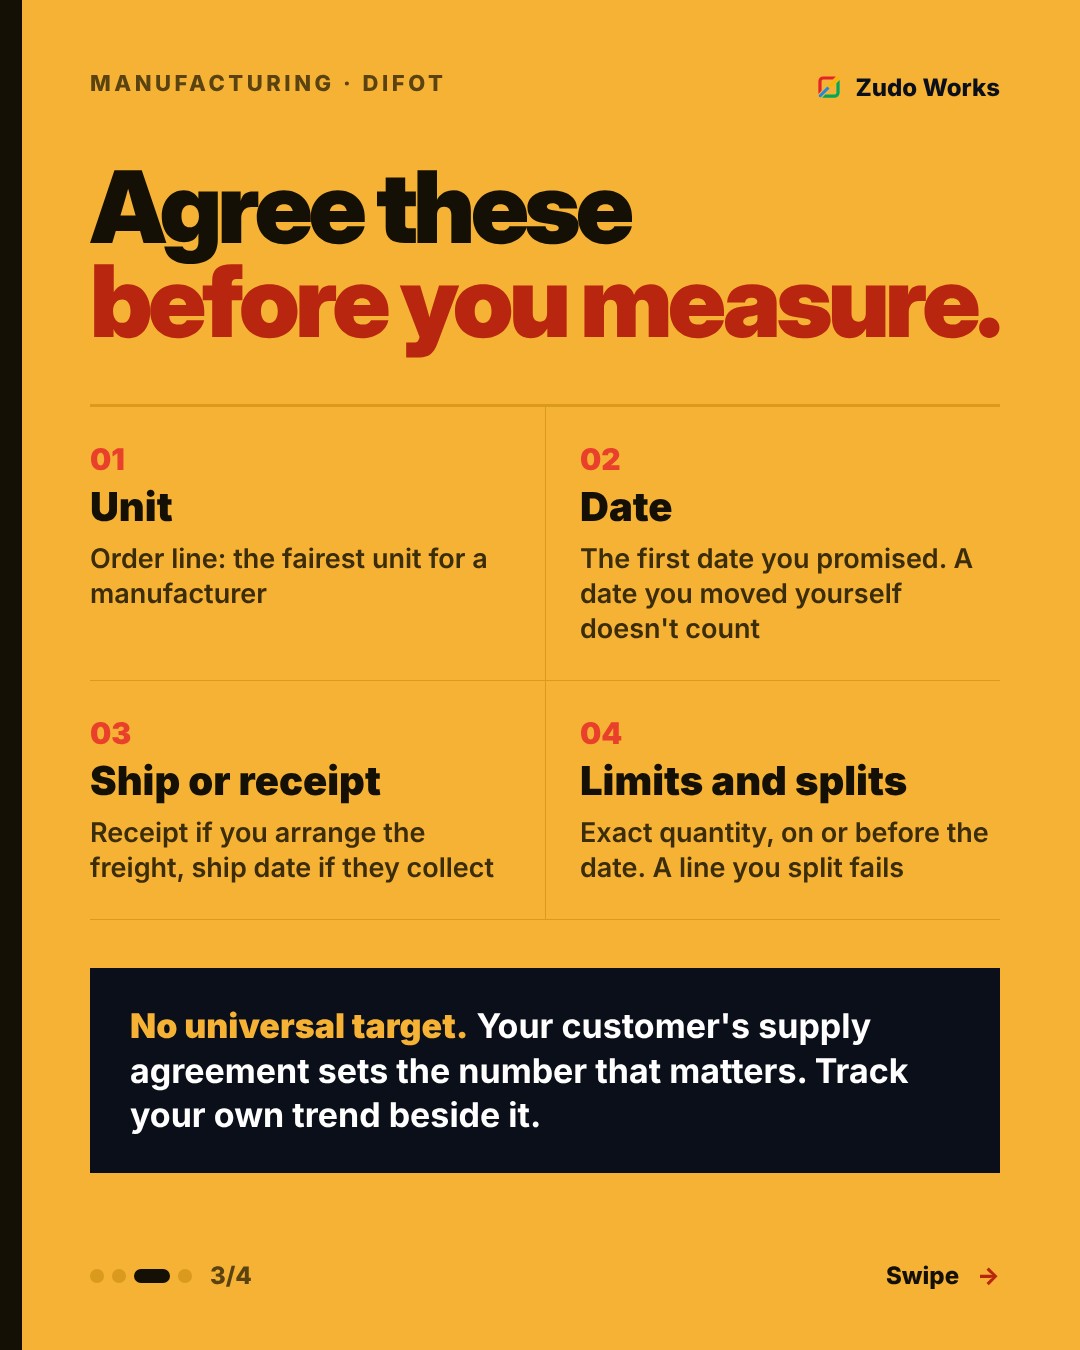 MANUFACTURING · DIFOT
Zudo Works
Agree these
before you measure.
01
Unit
Order line: the fairest unit for a
manufacturer
02
Date
The first date you promised. A
date you moved yourself
doesn't count
03
Ship or receipt
Receipt if you arrange the
freight, ship date if they collect
04
Limits and splits
Exact quantity, on or before the
date. A line you split fails
No universal target. Your customer's supply
agreement sets the number that matters. Track
your own trend beside it.
3/4
Swipe →